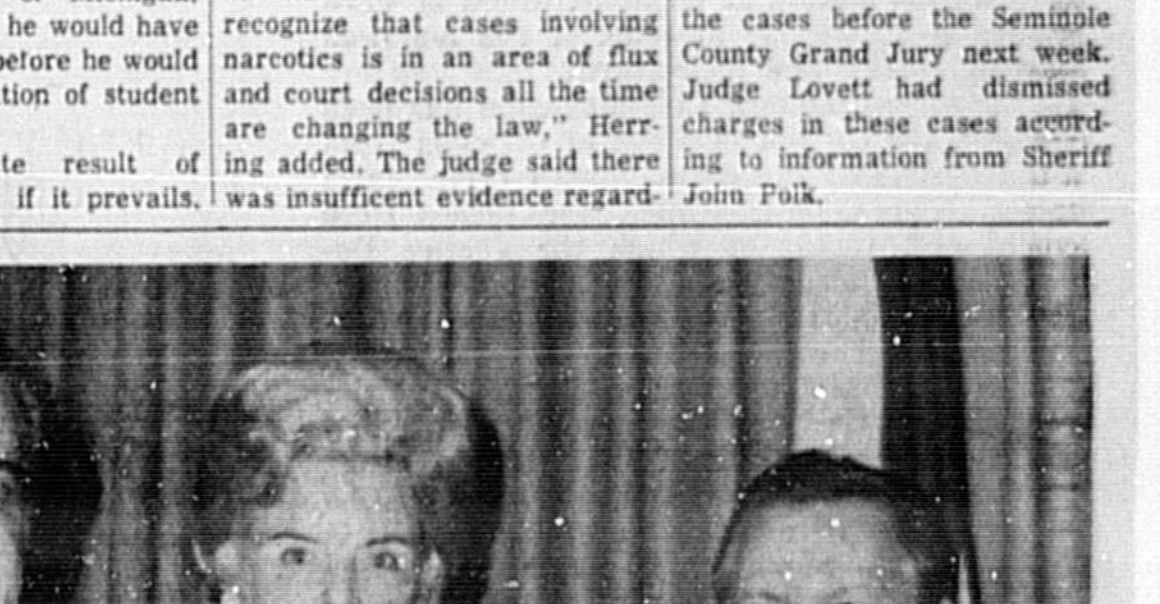 he would have
before he would
tion of student
te result of
if it prevails.
recognize that cases involving
narcotics is in an area of flux
and court decisions all the time
are changing the law," Herr-
ing added. The judge said there
was insufficent evidence regard-
the cases before the Seminole
County Grand Jury next week.
Judge Lovett had dismissed
charges in these cases accord-
ing to information from Sheriff
John Polk.